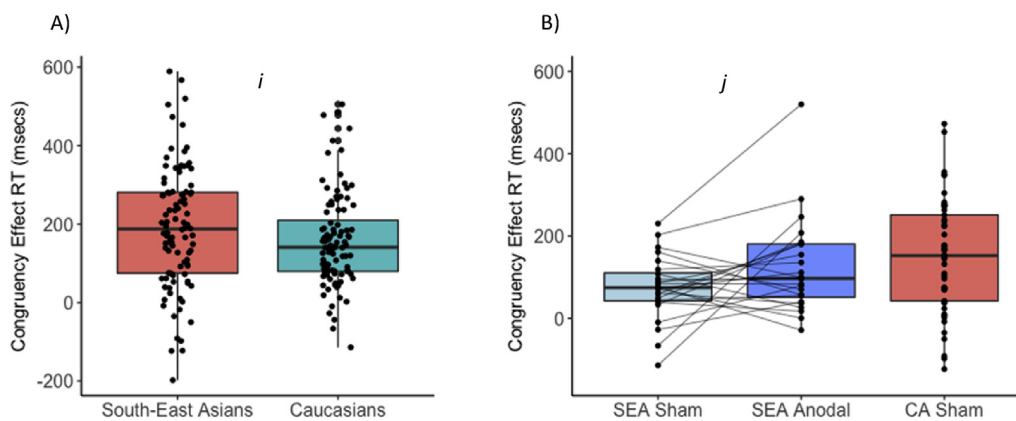 A)
Congruency Effect RT (msecs)
600
400
200
0
-200
i
South-East Asians
Caucasians
B)
Congruency Effect RT (msecs)
600
400
200
0
j
SEA Sham
SEA Anodal
CA Sham